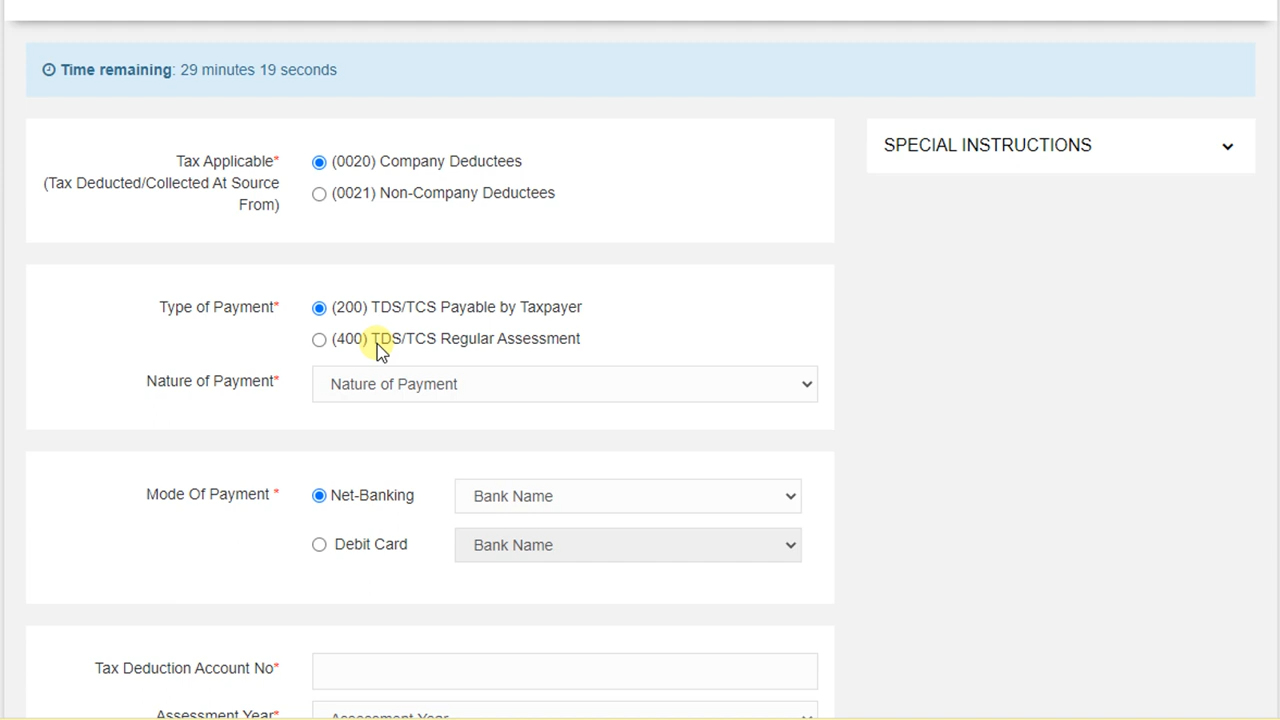 Time remaining: 29 minutes 19 seconds
Tax Applicable*
(Tax Deducted/Collected At Source
From)
(0020) Company Deductees
(0021) Non-Company Deductees
SPECIAL INSTRUCTIONS
Type of Payment*
(200) TDS/TCS Payable by Taxpayer
(400) TDS/TCS Regular Assessment
Nature of Payment*
Nature of Payment
Mode Of Payment *
Net-Banking
Bank Name
Debit Card
Bank Name
Tax Deduction Account No*
Assessment Year*
Assessment Year